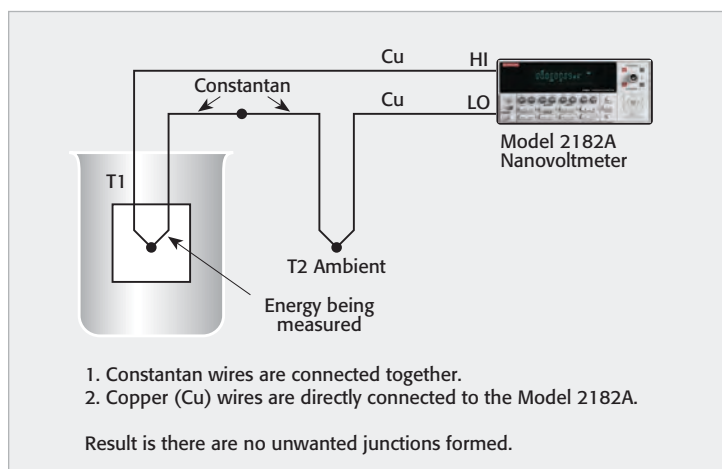 Cu HI
Constantan
Cu LO
Model 2182A
Nanovoltmeter
T1
T2 Ambient
Energy being
measured
1. Constantan wires are connected together.
2. Copper (Cu) wires are directly connected to the Model 2182A.
Result is there are no unwanted junctions formed.